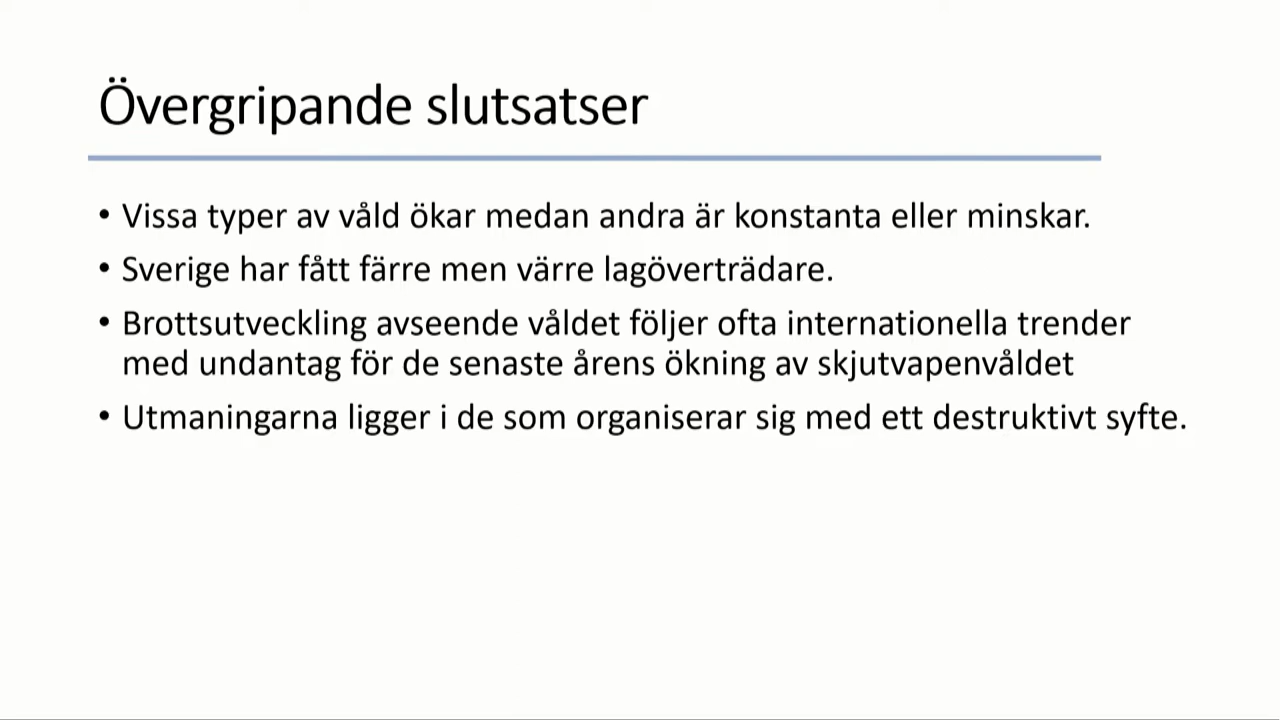 Övergripande slutsatser
• Vissa typer av våld ökar medan andra är konstanta eller minskar.
• Sverige har fått färre men värre lagöverträdare.
• Brottsutveckling avseende våldet följer ofta internationella trender
med undantag för de senaste årens ökning av skjutvapenvåldet
• Utmaningarna ligger i de som organiserar sig med ett destruktivt syfte.